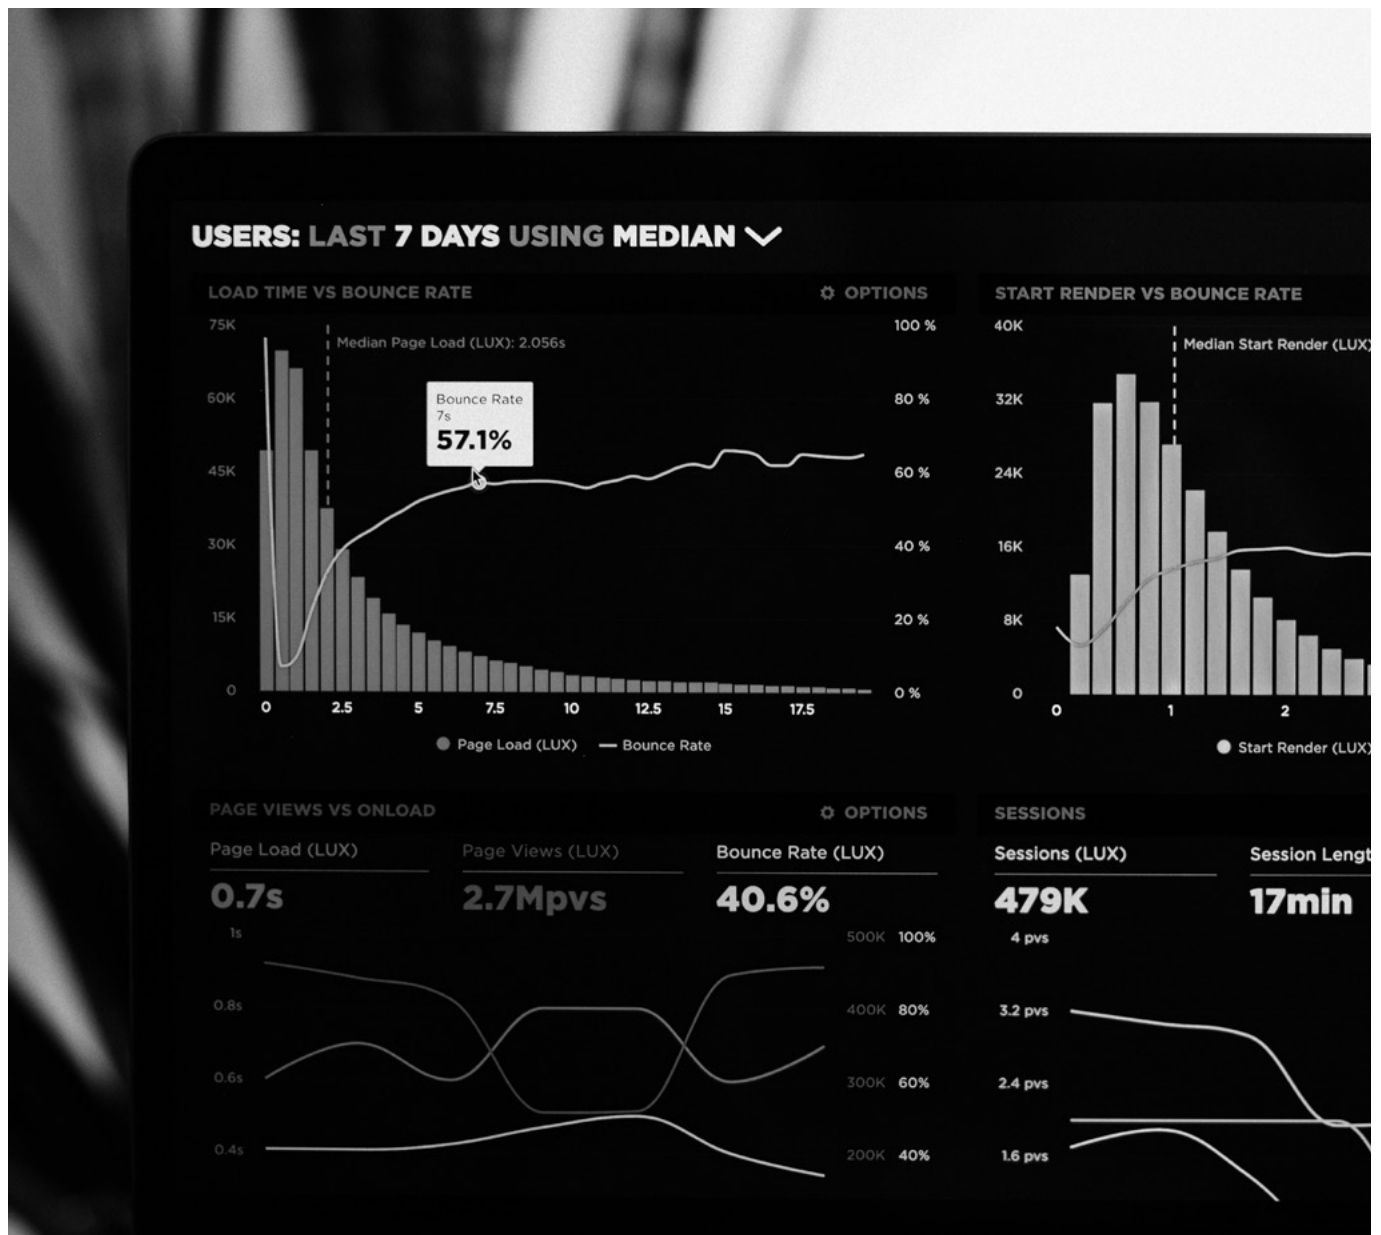 USERS: LAST 7 DAYS USING MEDIAN
LOAD TIME VS BOUNCE RATE
OPTIONS
75K
60K
45K
30K
15K
0
Median Page Load (LUX): 2.056s
Bounce Rate
7s
57.1%
100 %
80 %
60 %
40 %
20 %
0 %
0 2.5 5 7.5 10 12.5 15 17.5
Page Load (LUX) Bounce Rate
START RENDER VS BOUNCE RATE
40K
32K
24K
16K
8K
0
Median Start Render (LUX)
0 1 2
Start Render (LUX)
PAGE VIEWS VS ONLOAD
OPTIONS
Page Load (LUX)
0.7s
Page Views (LUX)
2.7Mpvs
Bounce Rate (LUX)
40.6%
1s
0.8s
0.6s
0.4s
500K 100%
400K 80%
300K 60%
200K 40%
SESSIONS
Sessions (LUX)
479K
Session Lengt
17min
4 pvs
3.2 pvs
2.4 pvs
1.6 pvs